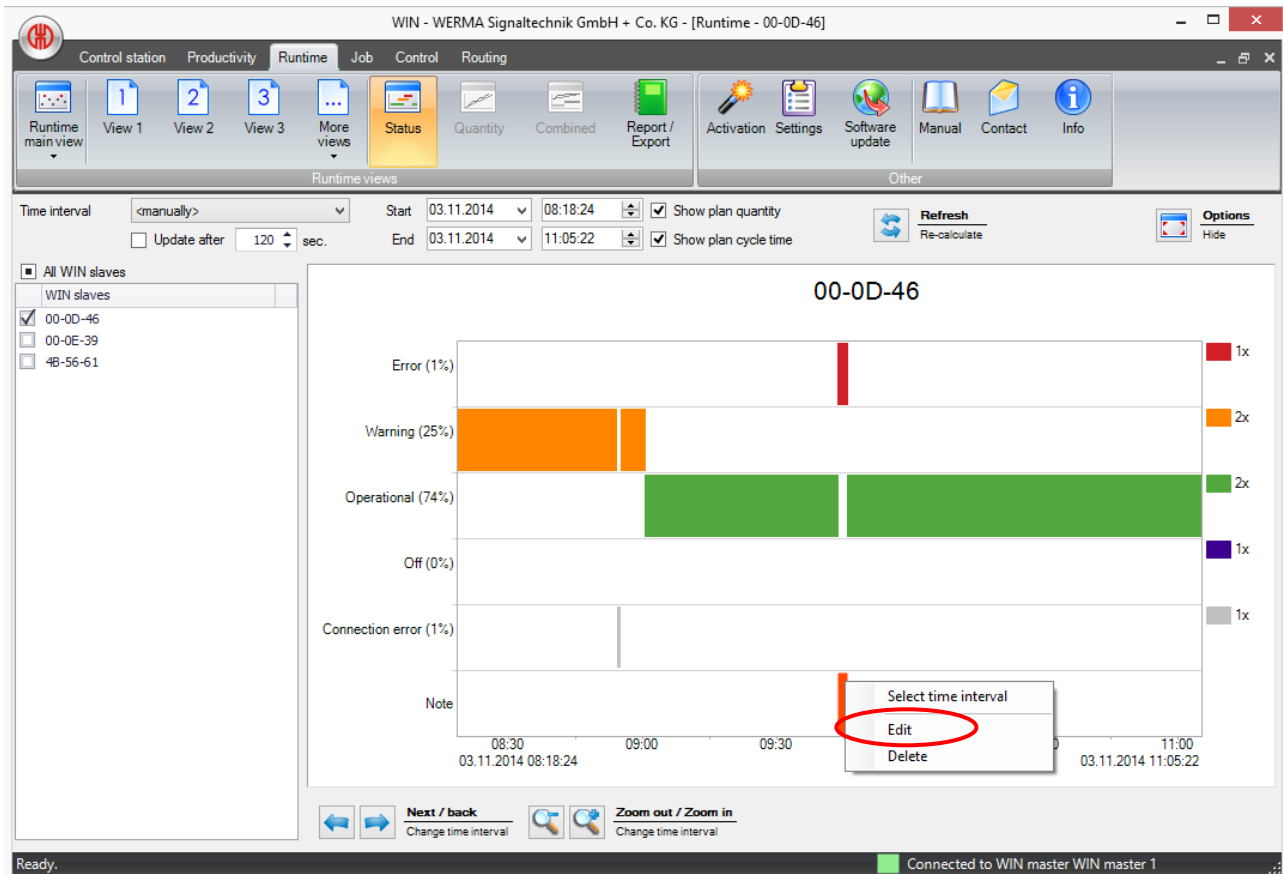 WIN - WERMA Signaltechnik GmbH + Co. KG - [Runtime - 00-0D-46]
Control station Productivity Runtime Job Control Routing
1 2 3 ...
Runtime main view View 1 View 2 View 3 More views Status Quantity Combined Report / Export Activation Settings Software update Manual Contact Info
Runtime views Other
Time interval <manually> Start 03.11.2014 08:18:24 Show plan quantity Refresh Options
Re-calculate Hide
Update after 120 sec. End 03.11.2014 11:05:22 Show plan cycle time
All WIN slaves
WIN slaves
00-0D-46
00-0E-39
4B-56-61
00-0D-46
Error (1%) 1x
Warning (25%) 2x
Operational (74%) 2x
Off (0%) 1x
Connection error (1%) 1x
Note
Select time interval
Edit
Delete
08:30 09:00 09:30 11:00
03.11.2014 08:18:24 03.11.2014 11:05:22
Next / back Zoom out / Zoom in
Change time interval Change time interval
Ready. Connected to WIN master WIN master 1